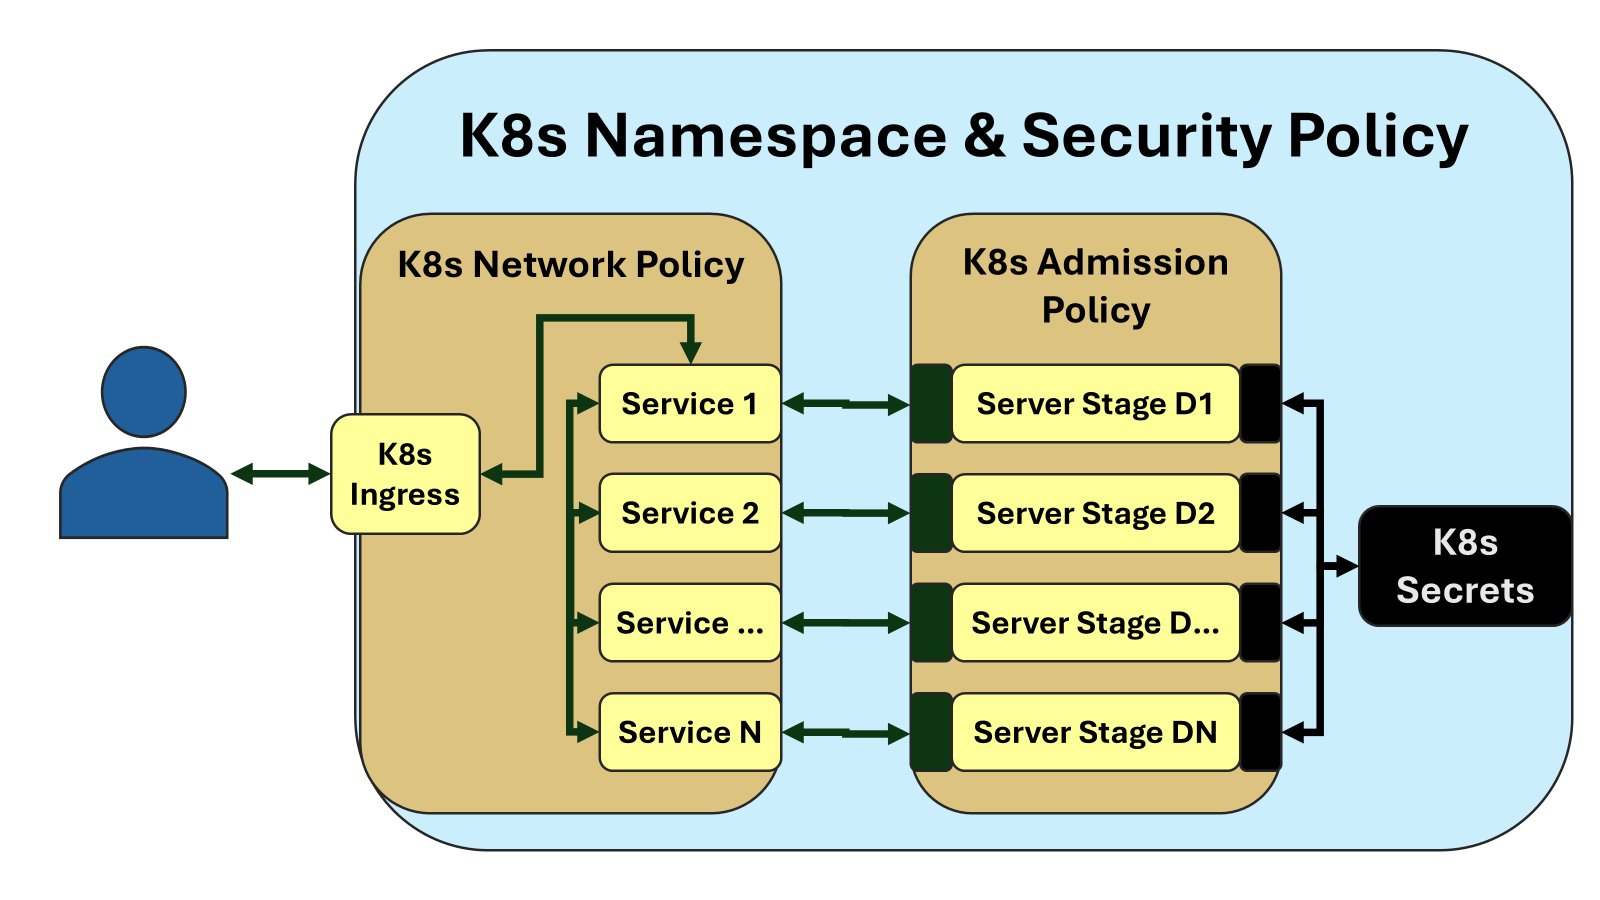 K8s Namespace & Security Policy
K8s Network Policy
K8s Admission
Policy
K8s
Ingress
Service 1
Service 2
Service ...
Service N
Server Stage D1
Server Stage D2
Server Stage D...
Server Stage DN
K8s
Secrets